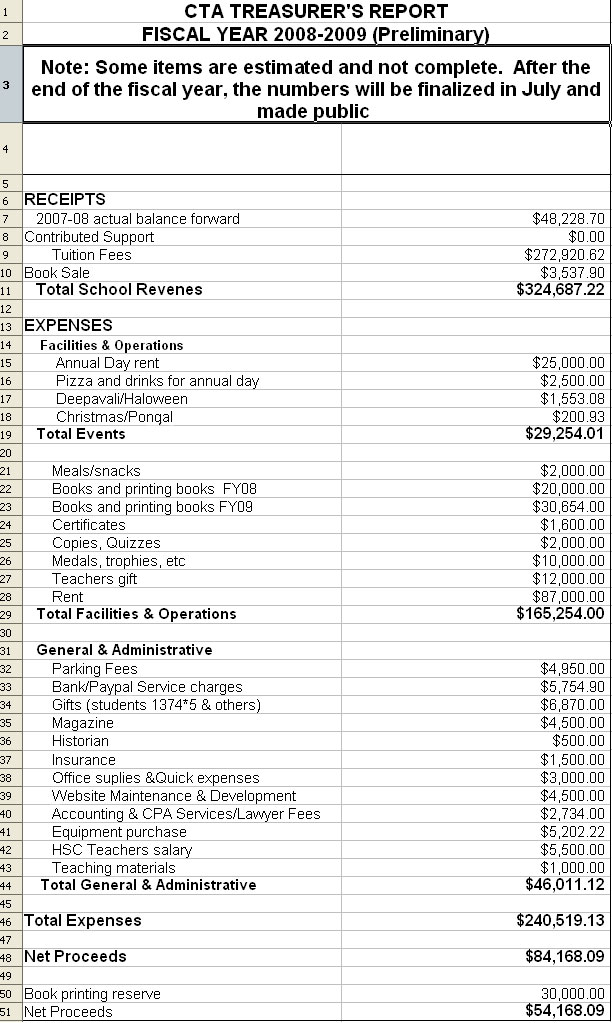 1 CTA TREASURER'S REPORT
2 FISCAL YEAR 2008-2009 (Preliminary)
3 Note: Some items are estimated and not complete. After the
end of the fiscal year, the numbers will be finalized in July and
made public
4
5
6 RECEIPTS
7 2007-08 actual balance forward $48,228.70
8 Contributed Support $0.00
9 Tuition Fees $272,920.62
10 Book Sale $3,537.90
11 Total School Revenes $324,687.22
12
13 EXPENSES
14 Facilities & Operations
15 Annual Day rent $25,000.00
16 Pizza and drinks for annual day $2,500.00
17 Deepavali/Haloween $1,553.08
18 Christmas/Pongal $200.93
19 Total Events $29,254.01
20
21 Meals/snacks $2,000.00
22 Books and printing books FY08 $20,000.00
23 Books and printing books FY09 $30,654.00
24 Certificates $1,600.00
25 Copies, Quizzes $2,000.00
26 Medals, trophies, etc $10,000.00
27 Teachers gift $12,000.00
28 Rent $87,000.00
29 Total Facilities & Operations $165,254.00
30
31 General & Administrative
32 Parking Fees $4,950.00
33 Bank/Paypal Service charges $5,754.90
34 Gifts (students 1374*5 & others) $6,870.00
35 Magazine $4,500.00
36 Historian $500.00
37 Insurance $1,500.00
38 Office suplies &Quick expenses $3,000.00
39 Website Maintenance & Development $4,500.00
40 Accounting & CPA Services/Lawyer Fees $2,734.00
41 Equipment purchase $5,202.22
42 HSC Teachers salary $5,500.00
43 Teaching materials $1,000.00
44 Total General & Administrative $46,011.12
45
46 Total Expenses $240,519.13
47
48 Net Proceeds $84,168.09
49
50 Book printing reserve 30,000.00
51 Net Proceeds $54,168.09